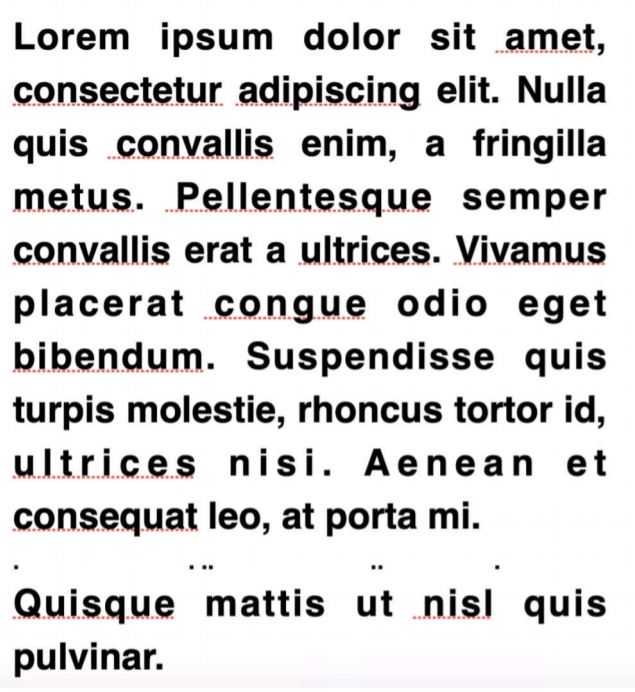 Lorem ipsum dolor sit amet,
consectetur adipiscing elit. Nulla
quis convallis enim, a fringilla
metus. Pellentesque semper
convallis erat a ultrices. Vivamus
placerat congue odio eget
bibendum. Suspendisse quis
turpis molestie, rhoncus tortor id,
ultrices nisi. Aenean et
consequat leo, at porta mi.
Quisque mattis ut nisl quis
pulvinar.